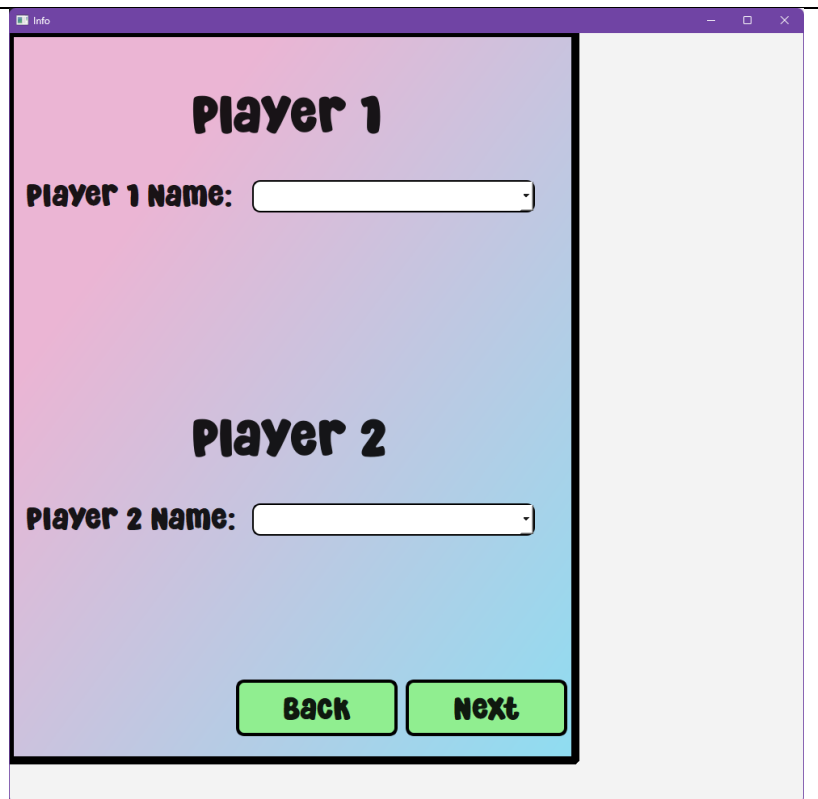 Info
Player 1
Player 1 Name:
Player 2
Player 2 Name:
Back Next